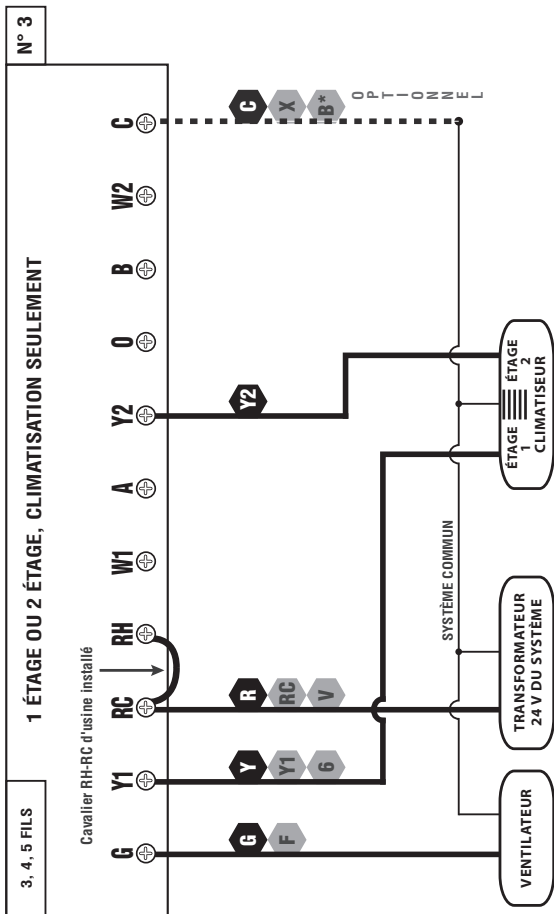 3, 4, 5 FILS
1 ÉTAGE OU 2 ÉTAGE, CLIMATISATION SEULEMENT
N° 3
Cavalier RH-RC d'usine installé
G Y1 RC RH W1 A Y2 O B W2 C
G Y R Y2 C
F Y1 RC X
6 V B*
OPTIONNEL
SYSTÈME COMMUN
VENTILATEUR
TRANSFORMATEUR
24 V DU SYSTÈME
ÉTAGE
1
ÉTAGE
2
CLIMATISEUR